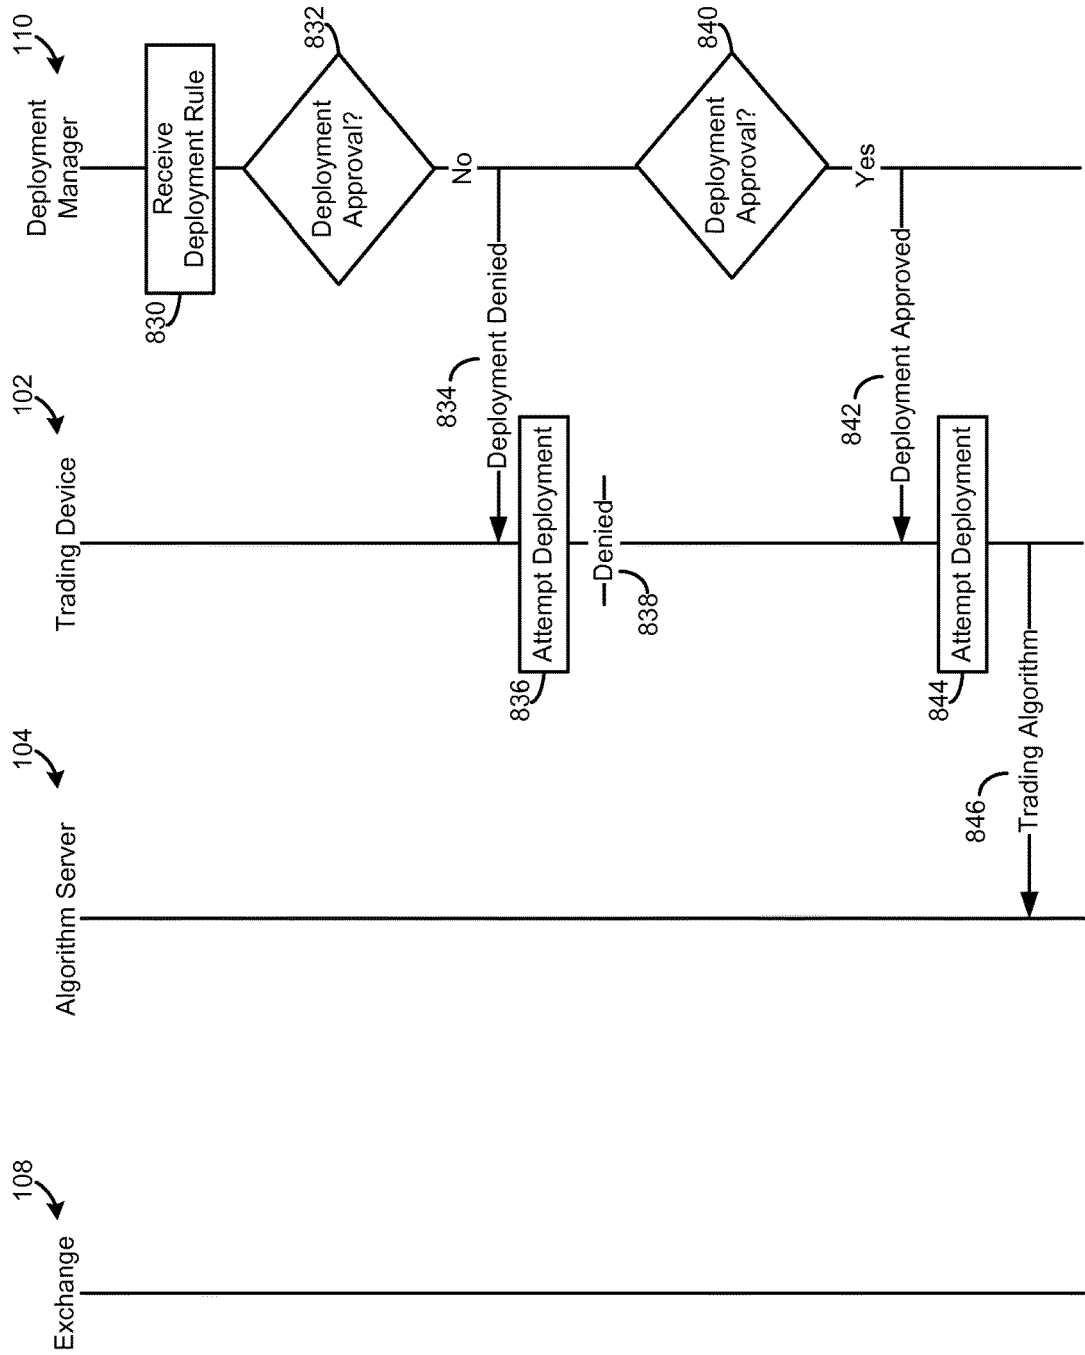 108
Exchange
104
Algorithm Server
102
Trading Device
110
Deployment
Manager
830
Receive
Deployment Rule
832
Deployment
Approval?
No
834
Deployment Denied
836
Attempt Deployment
Denied
838
840
Deployment
Approval?
Yes
842
Deployment Approved
844
Attempt Deployment
846
Trading Algorithm